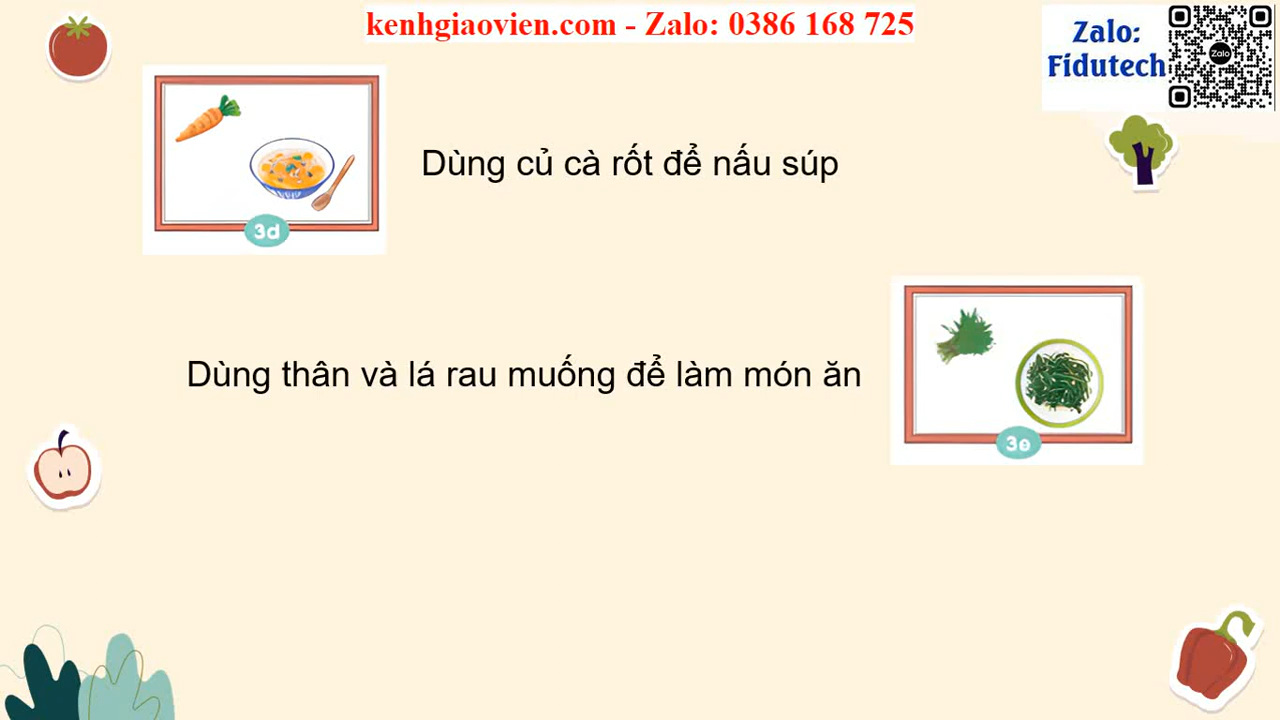 kenhgiaovien.com - Zalo: 0386 168 725
Zalo:
Fidutech
Zalo
Dùng củ cà rốt để nấu súp
3d
Dùng thân và lá rau muống để làm món ăn
3e